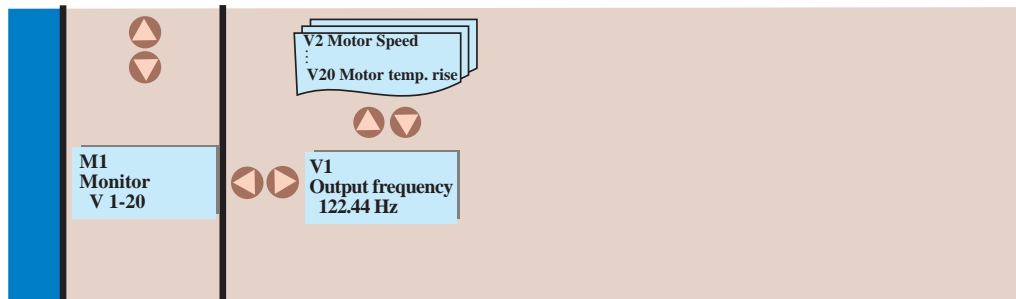 V2 Motor Speed
⋮
V20 Motor temp. rise
M1
Monitor
V 1-20
V1
Output frequency
122.44 Hz